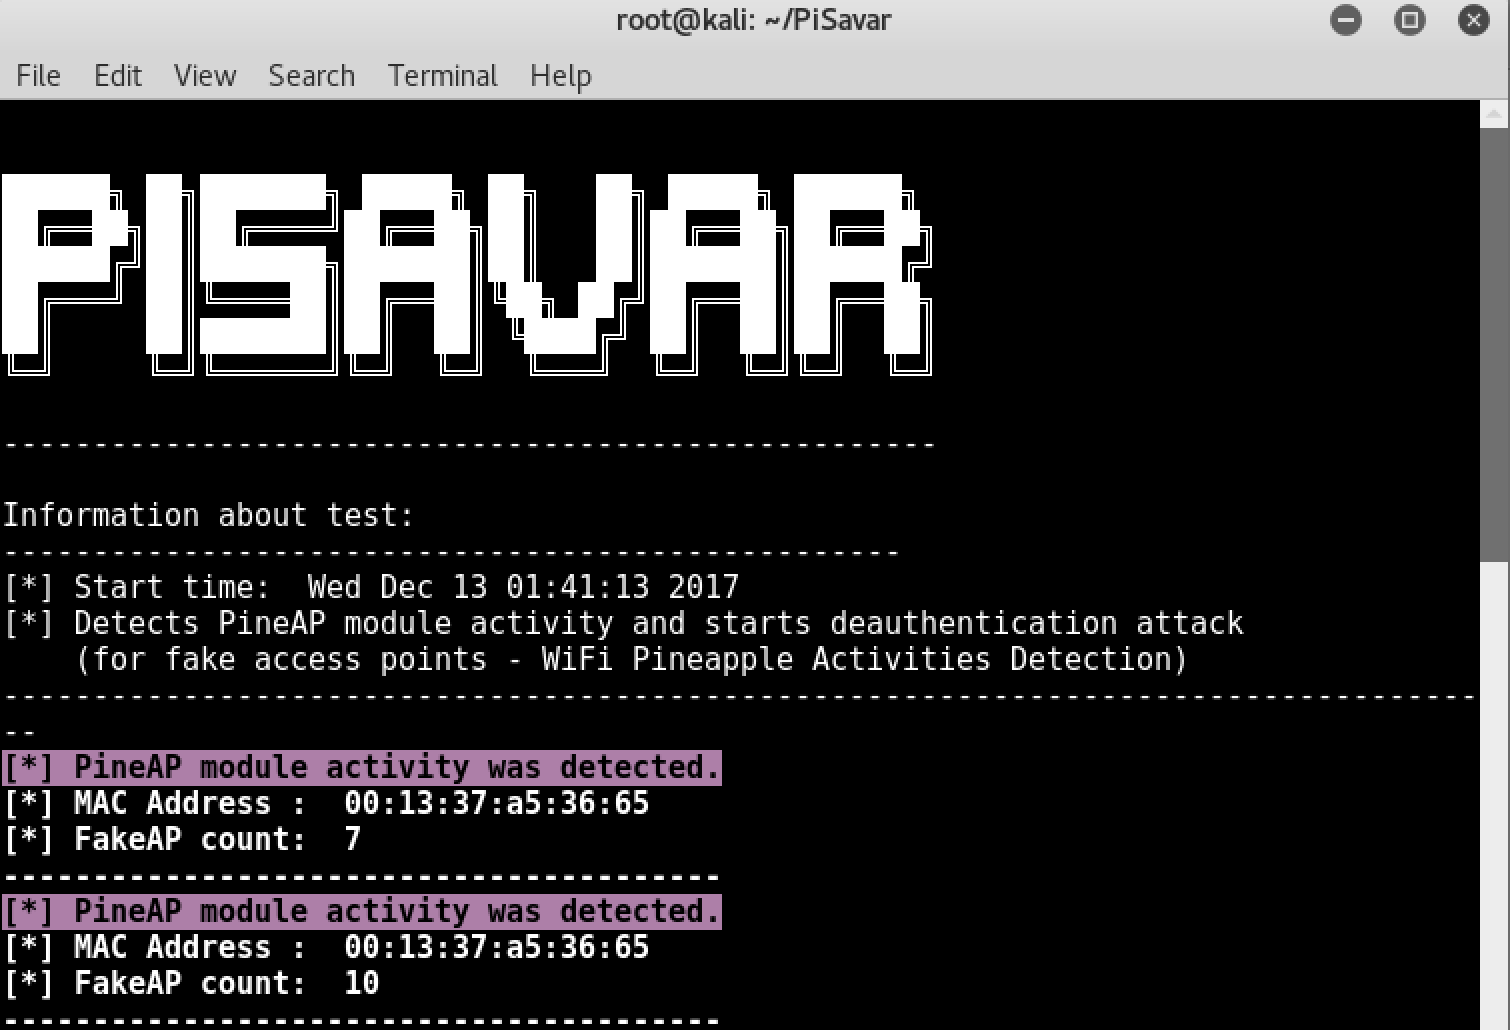 root@kali: ~/PiSavar
File Edit View Search Terminal Help
PISAVAR
----------------------------------------------------
Information about test:
--------------------------------------------------
[*] Start time:  Wed Dec 13 01:41:13 2017
[*] Detects PineAP module activity and starts deauthentication attack
    (for fake access points - WiFi Pineapple Activities Detection)
----------------------------------------------------------------------------------
--
[*] PineAP module activity was detected.
[*] MAC Address :  00:13:37:a5:36:65
[*] FakeAP count:  7
----------------------------------------
[*] PineAP module activity was detected.
[*] MAC Address :  00:13:37:a5:36:65
[*] FakeAP count:  10
----------------------------------------